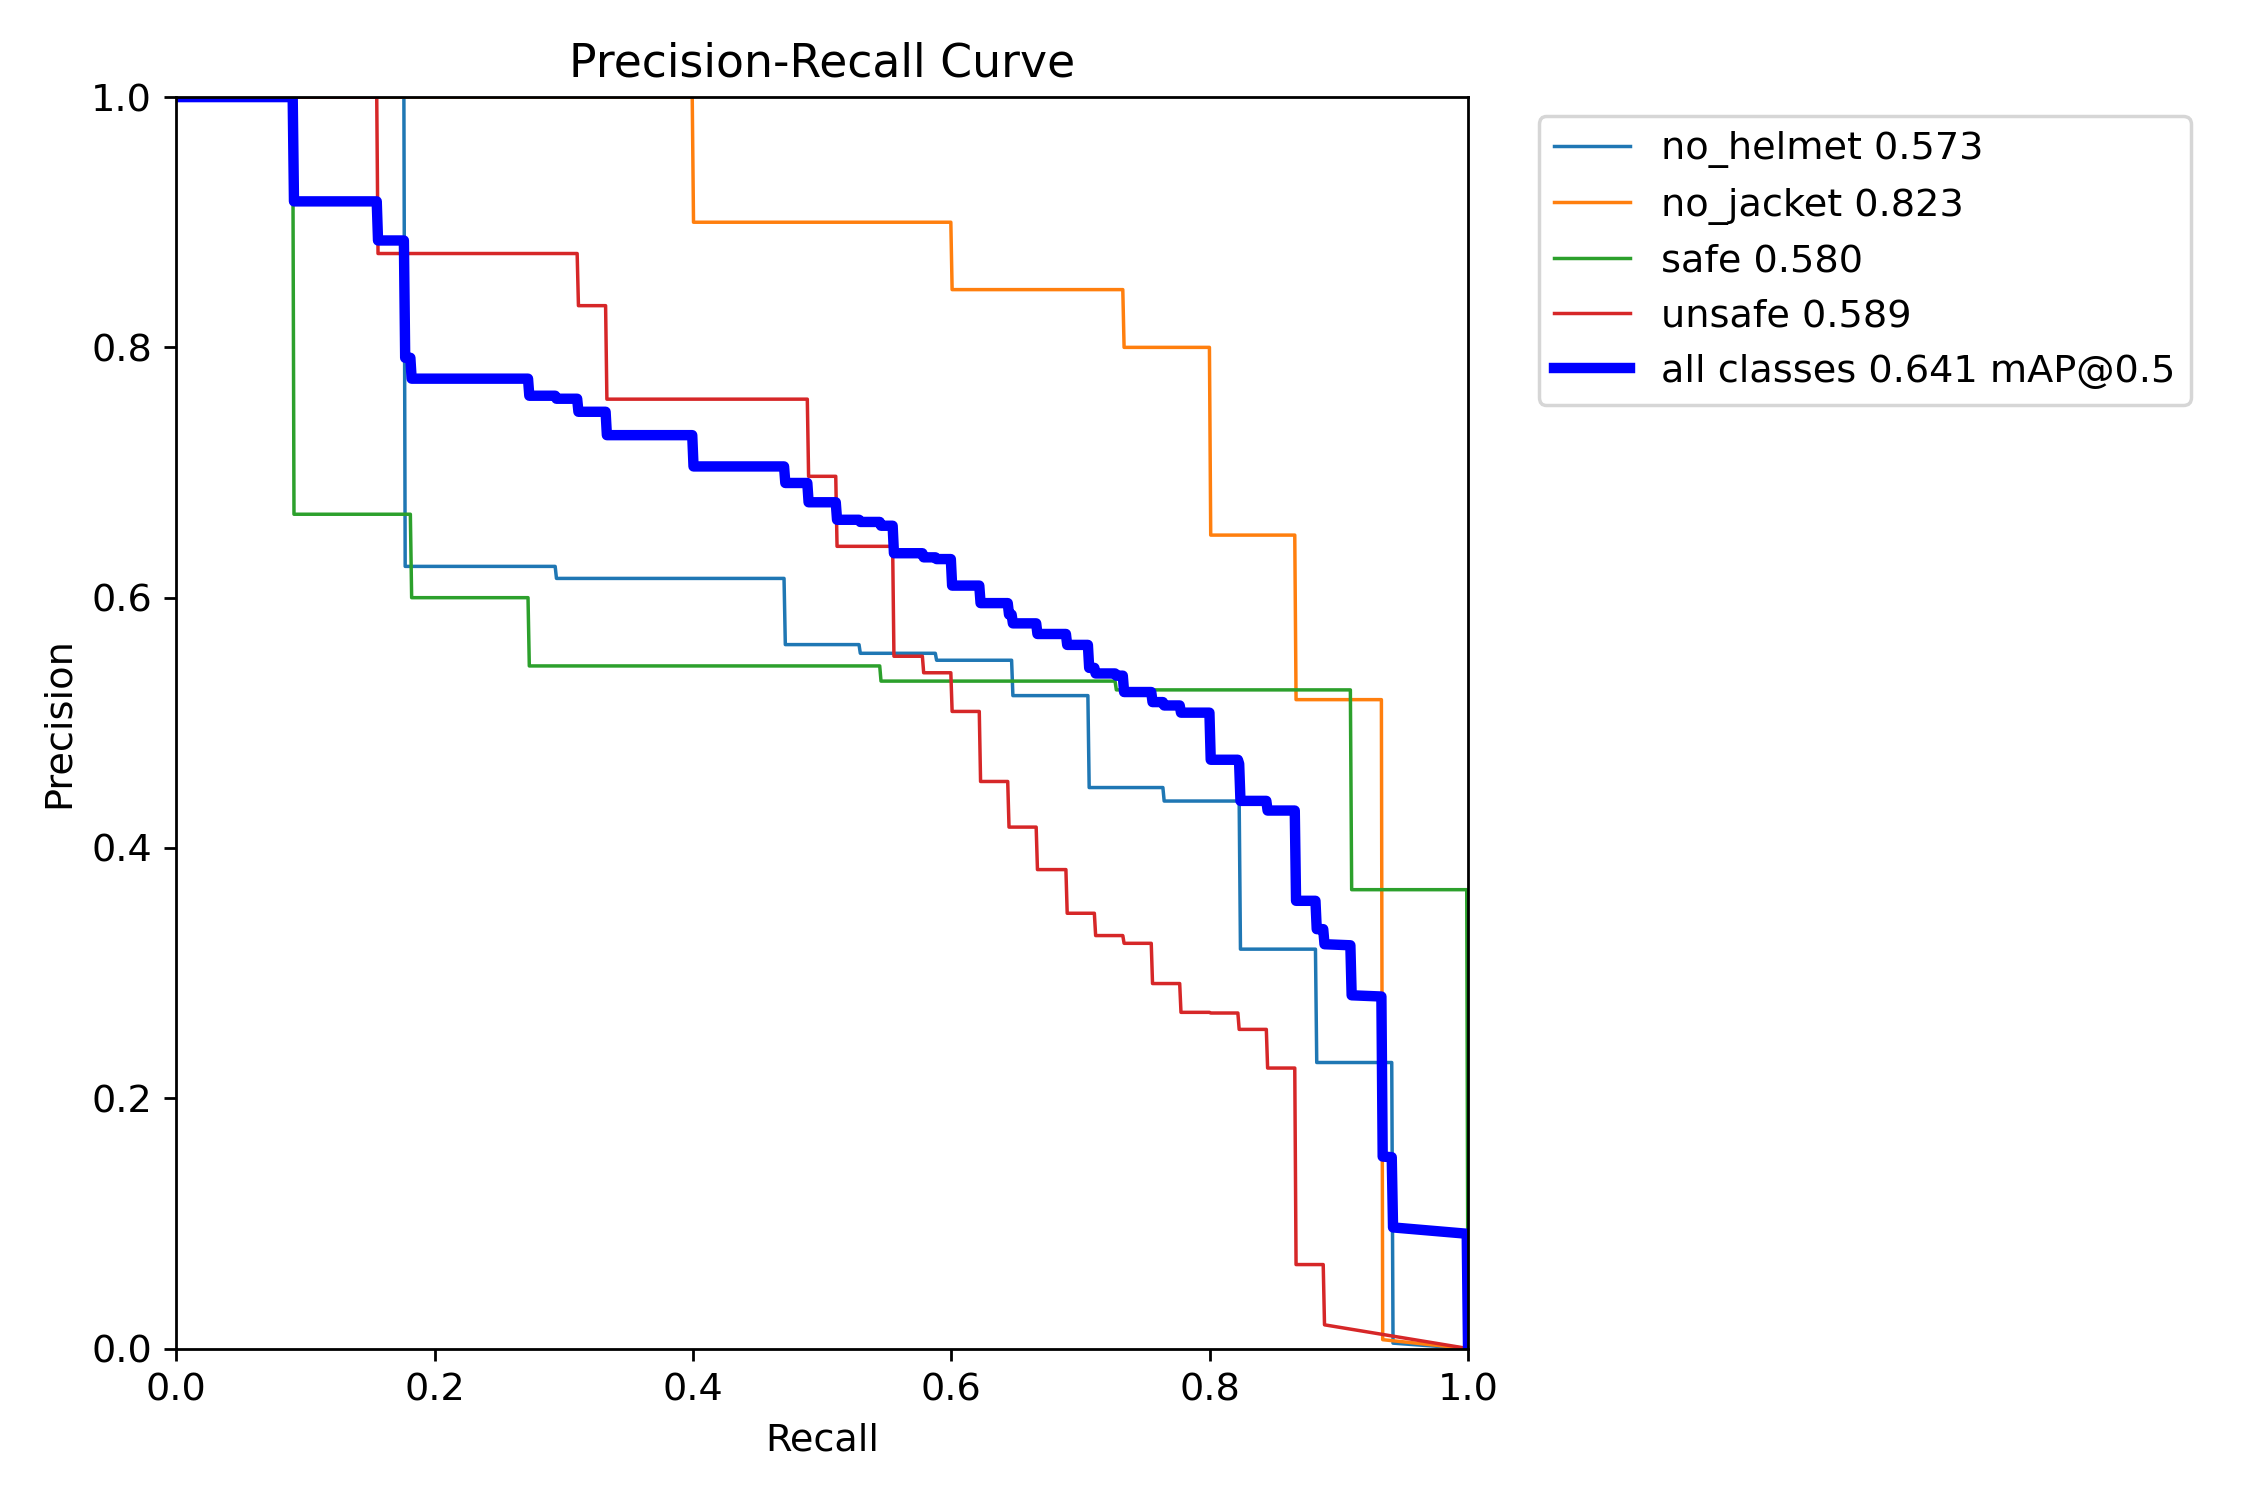 Precision-Recall Curve
1.0
0.8
0.6
0.4
0.2
0.0
Precision
0.0 0.2 0.4 0.6 0.8 1.0
Recall
no_helmet 0.573
no_jacket 0.823
safe 0.580
unsafe 0.589
all classes 0.641 mAP@0.5